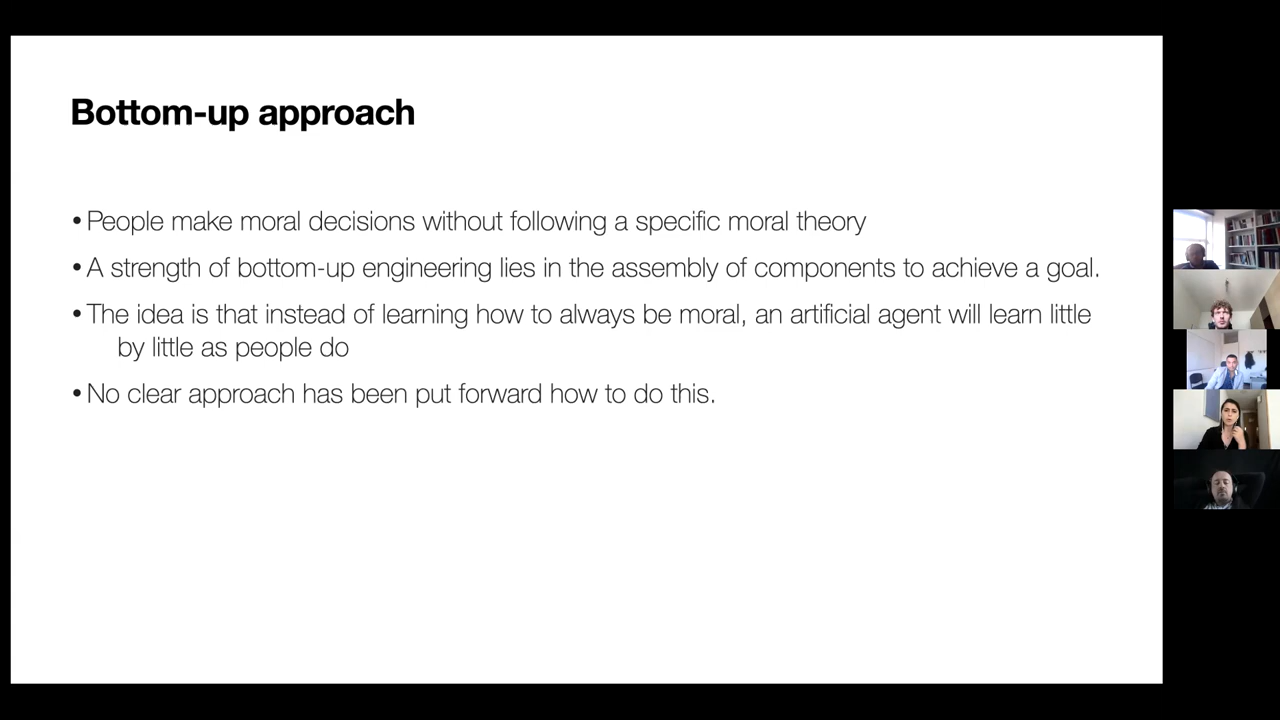 Bottom-up approach
• People make moral decisions without following a specific moral theory
• A strength of bottom-up engineering lies in the assembly of components to achieve a goal.
• The idea is that instead of learning how to always be moral, an artificial agent will learn little
by little as people do
• No clear approach has been put forward how to do this.